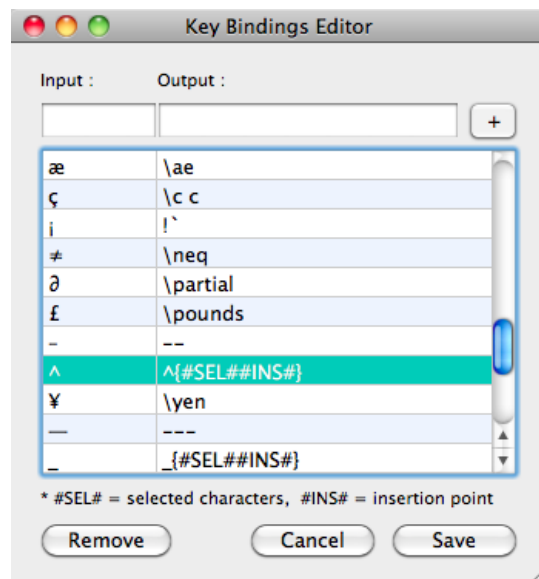 Key Bindings Editor
Input : Output :
+
æ \ae
ç \c c
¡ !`
≠ \neq
∂ \partial
£ \pounds
– --
^ ^{#SEL##INS#}
¥ \yen
— ---
_ _{#SEL##INS#}
* #SEL# = selected characters, #INS# = insertion point
Remove Cancel Save